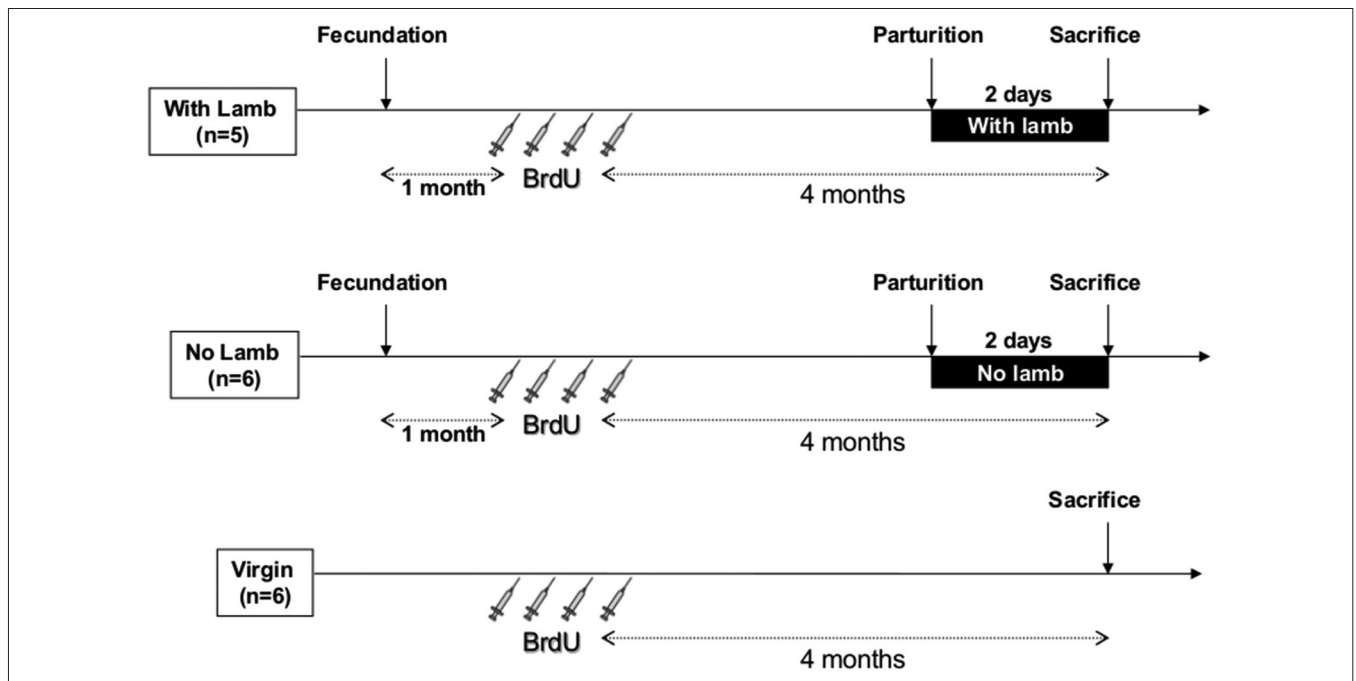 Fecundation
Parturition
Sacrifice
With Lamb
(n=5)
2 days
With lamb
1 month
BrdU
4 months
Fecundation
Parturition
Sacrifice
No Lamb
(n=6)
2 days
No lamb
1 month
BrdU
4 months
Sacrifice
Virgin
(n=6)
BrdU
4 months